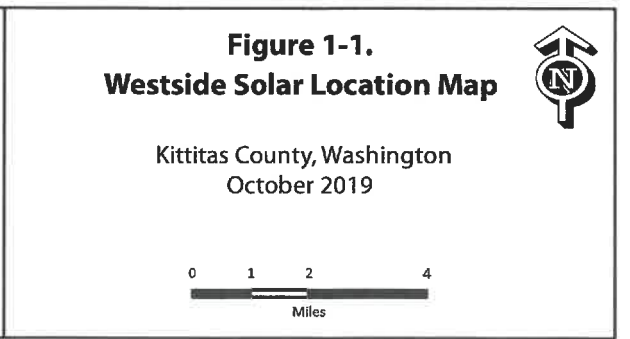 Figure 1-1.
Westside Solar Location Map
N
Kittitas County, Washington
October 2019
0 1 2 4
Miles